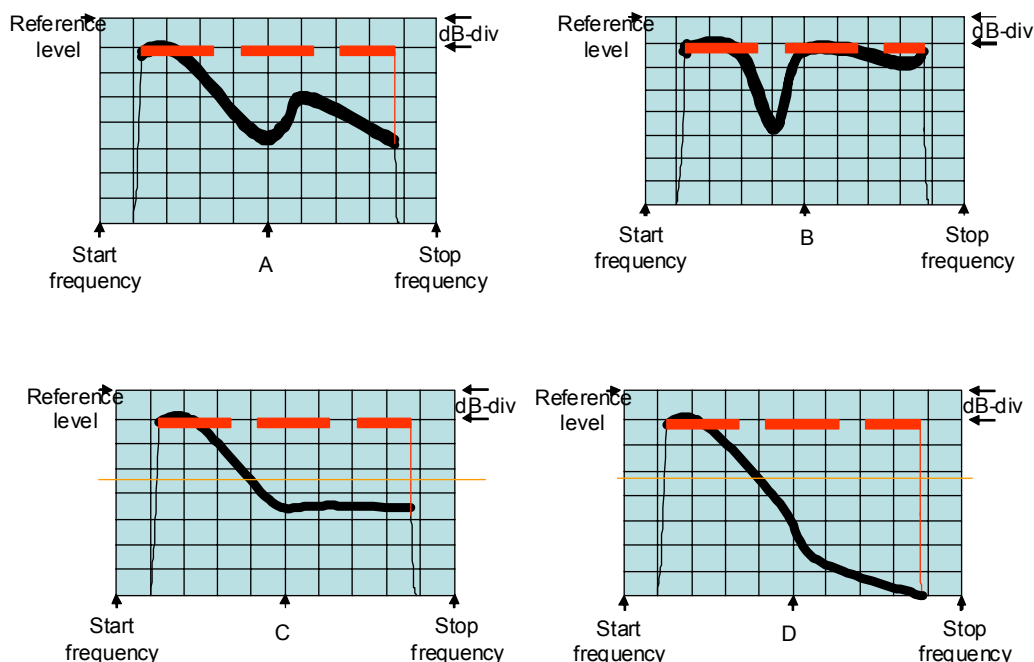 Reference
level
dB-div
Start
frequency
A
Stop
frequency
Reference
level
dB-div
Start
frequency
B
Stop
frequency
Reference
level
dB-div
Start
frequency
C
Stop
frequency
Reference
level
dB-div
Start
frequency
D
Stop
frequency